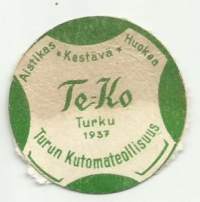 Aistikas * Kestävä * Huokea
Te-Ko
Turku
1937
Turun Kutomateollisuus